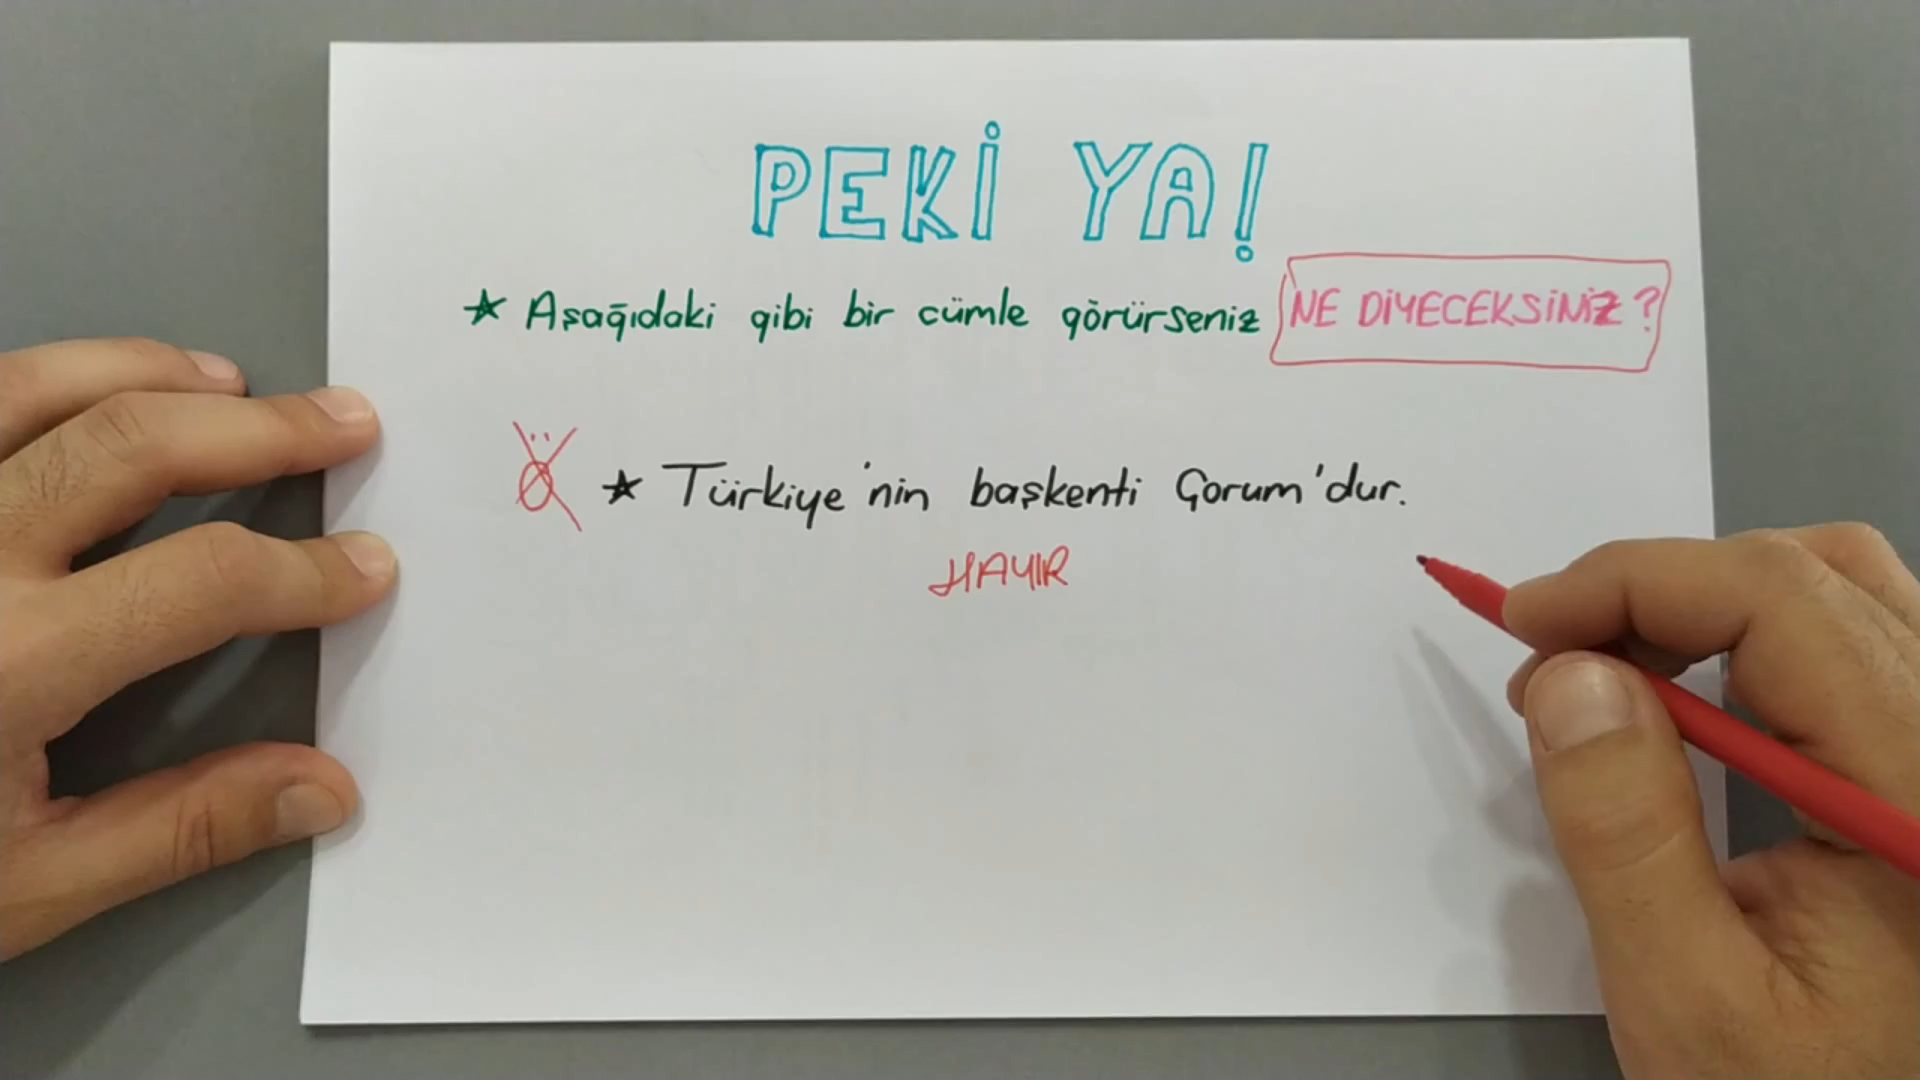 PEKİ YA!
★ Aşağıdaki gibi bir cümle görürseniz NE DİYECEKSİNİZ?
Ö ★ Türkiye'nin başkenti Çorum'dur.
HAYIR